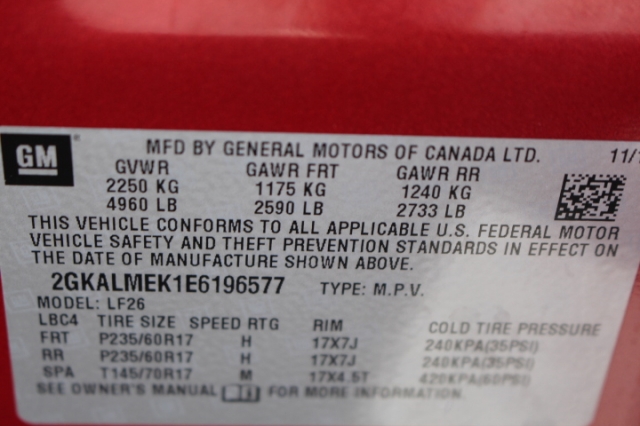 GM
MFD BY GENERAL MOTORS OF CANADA LTD. 11/1
GVWR GAWR FRT GAWR RR
2250 KG 1175 KG 1240 KG
4960 LB 2590 LB 2733 LB
THIS VEHICLE CONFORMS TO ALL APPLICABLE U.S. FEDERAL MOTOR
VEHICLE SAFETY AND THEFT PREVENTION STANDARDS IN EFFECT ON
THE DATE OF MANUFACTURE SHOWN ABOVE.
2GKALMEK1E6196577 TYPE: M.P.V.
MODEL: LF26
LBC4 TIRE SIZE SPEED RTG RIM COLD TIRE PRESSURE
FRT P235/60R17 H 17X7J 240KPA(35PSI)
RR P235/60R17 H 17X7J 240KPA(35PSI)
SPA T145/70R17 M 17X4.5T 420KPA(60PSI)
SEE OWNER'S MANUAL FOR MORE INFORMATION.